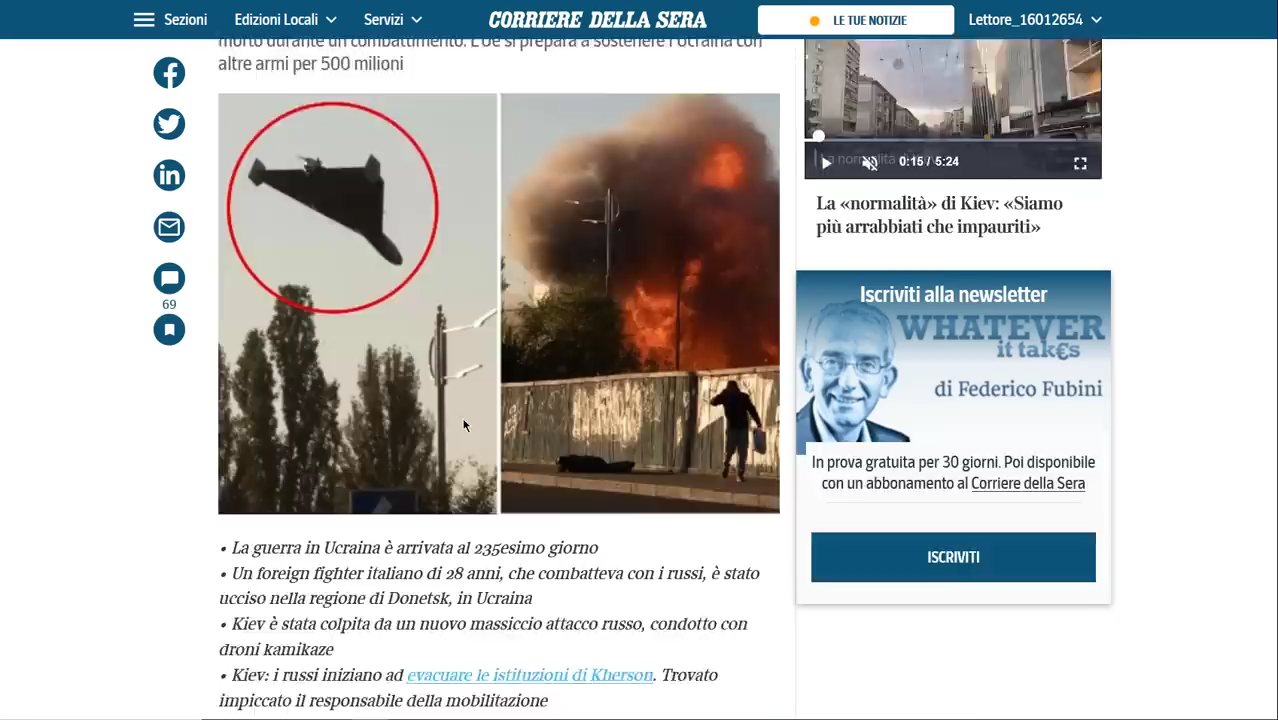 Sezioni
Edizioni Locali
Servizi
CORRIERE DELLA SERA
LE TUE NOTIZIE
Lettore_16012654
morto durante un combattimento. L'Ue si prepara a sostenere l'Ucraina con
altre armi per 500 milioni
69
0:15 / 5:24
La «normalità» di Kiev: «Siamo
più arrabbiati che impauriti»
Iscriviti alla newsletter
WHATEVER
it tak€s
di Federico Fubini
In prova gratuita per 30 giorni. Poi disponibile
con un abbonamento al Corriere della Sera
ISCRIVITI
• La guerra in Ucraina è arrivata al 235esimo giorno
• Un foreign fighter italiano di 28 anni, che combatteva con i russi, è stato
ucciso nella regione di Donetsk, in Ucraina
• Kiev è stata colpita da un nuovo massiccio attacco russo, condotto con
droni kamikaze
• Kiev: i russi iniziano ad evacuare le istituzioni di Kherson. Trovato
impiccato il responsabile della mobilitazione